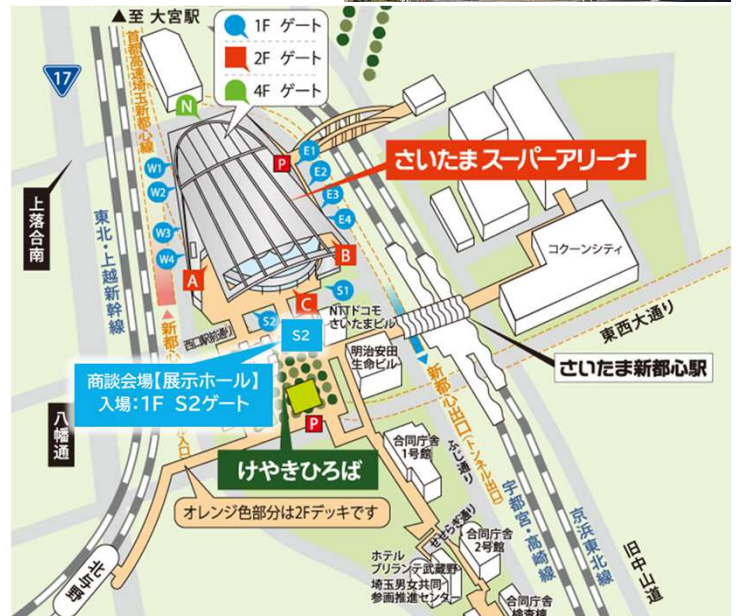 ▲至 大宮駅
1F ゲート
2F ゲート
4F ゲート
17
首都高速埼玉新都心線
N
W1
W2
W3
W4
P
E1
E2
E3
E4
さいたまスーパーアリーナ
上落合南
東北・上越新幹線
コクーンシティ
A
B
C
S1
S2
S2
NTTドコモ
さいたまビル
西口駅前通り
明治安田
生命ビル
東西大通り
さいたま新都心駅
商談会場【展示ホール】
入場:1F S2ゲート
八幡通
P
けやきひろば
新都心出口(トンネル出口)
ふじ通り
合同庁舎
1号館
オレンジ色部分は2Fデッキです
せせらぎ通り
合同庁舎
2号館
宇都宮・高崎線
京浜東北線
旧中山道
北与野
ホテル
ブリランテ武蔵野
埼玉男女共同
参画推進センタ
合同庁舎
検査棟